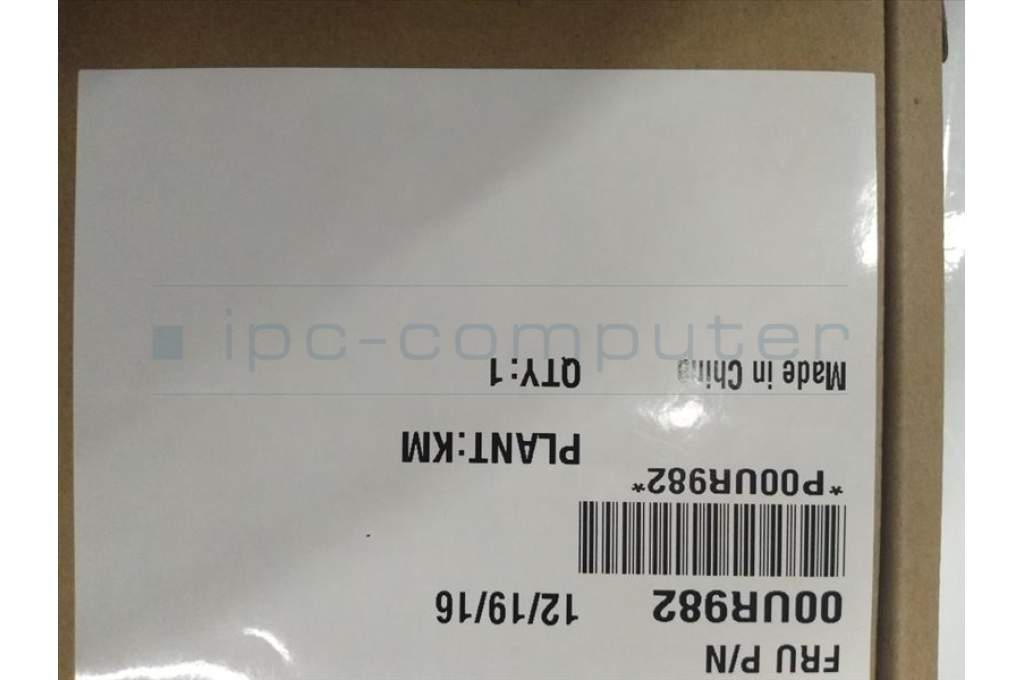 FRU P/N
00UR982 12/19/16
*P00UR982*
PLANT:KM
Made in China QTY:1
ipc-computer